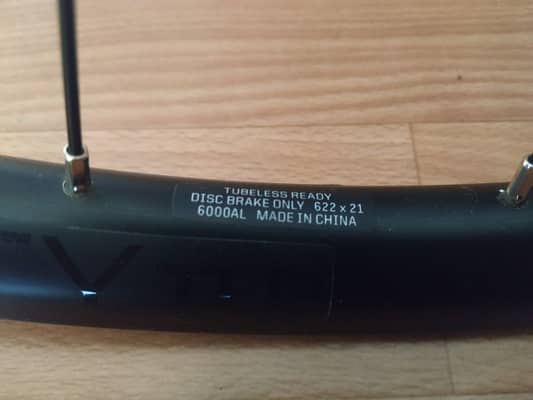 TUBELESS READY
DISC BRAKE ONLY 622 x 21
6000AL MADE IN CHINA